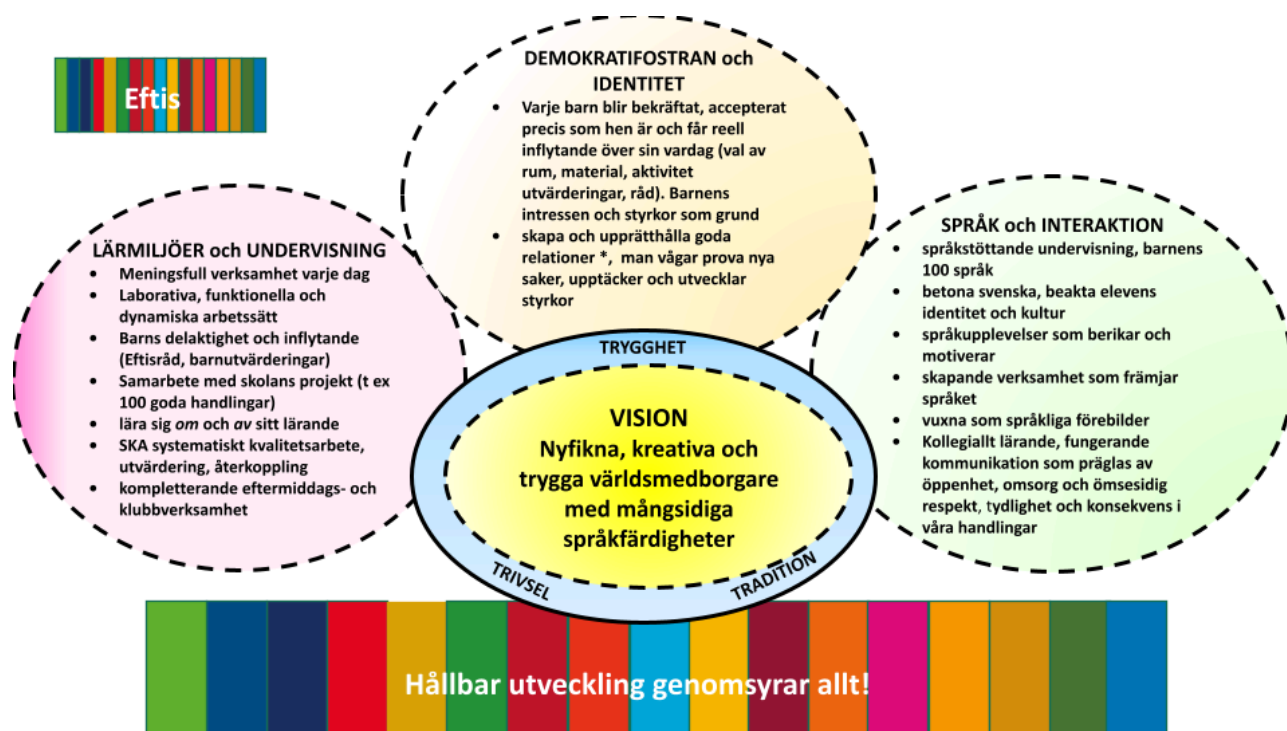 Eftis
DEMOKRATIFOSTRAN och
IDENTITET
• Varje barn blir bekräftat, accepterat
precis som hen är och får reell
inflytande över sin vardag (val av
rum, material, aktivitet
utvärderingar, råd). Barnens
intressen och styrkor som grund
• skapa och upprätthålla goda
relationer *, man vågar prova nya
saker, upptäcker och utvecklar
styrkor
LÄRMILJÖER och UNDERVISNING
• Meningsfull verksamhet varje dag
• Laborativa, funktionella och
dynamiska arbetssätt
• Barns delaktighet och inflytande
(Eftisråd, barnutvärderingar)
• Samarbete med skolans projekt (t ex
100 goda handlingar)
• lära sig om och av sitt lärande
• SKA systematiskt kvalitetsarbete,
utvärdering, återkoppling
• kompletterande eftermiddags- och
klubbverksamhet
SPRÅK och INTERAKTION
• språkstöttande undervisning, barnens
100 språk
• betona svenska, beakta elevens
identitet och kultur
• språkupplevelser som berikar och
motiverar
• skapande verksamhet som främjar
språket
• vuxna som språkliga förebilder
• Kollegiallt lärande, fungerande
kommunikation som präglas av
öppenhet, omsorg och ömsesidig
respekt, tydlighet och konsekvens i
våra handlingar
TRYGGHET
VISION
Nyfikna, kreativa och
trygga världsmedborgare
med mångsidiga
språkfärdigheter
TRIVSEL
TRADITION
Hållbar utveckling genomsyrar allt!